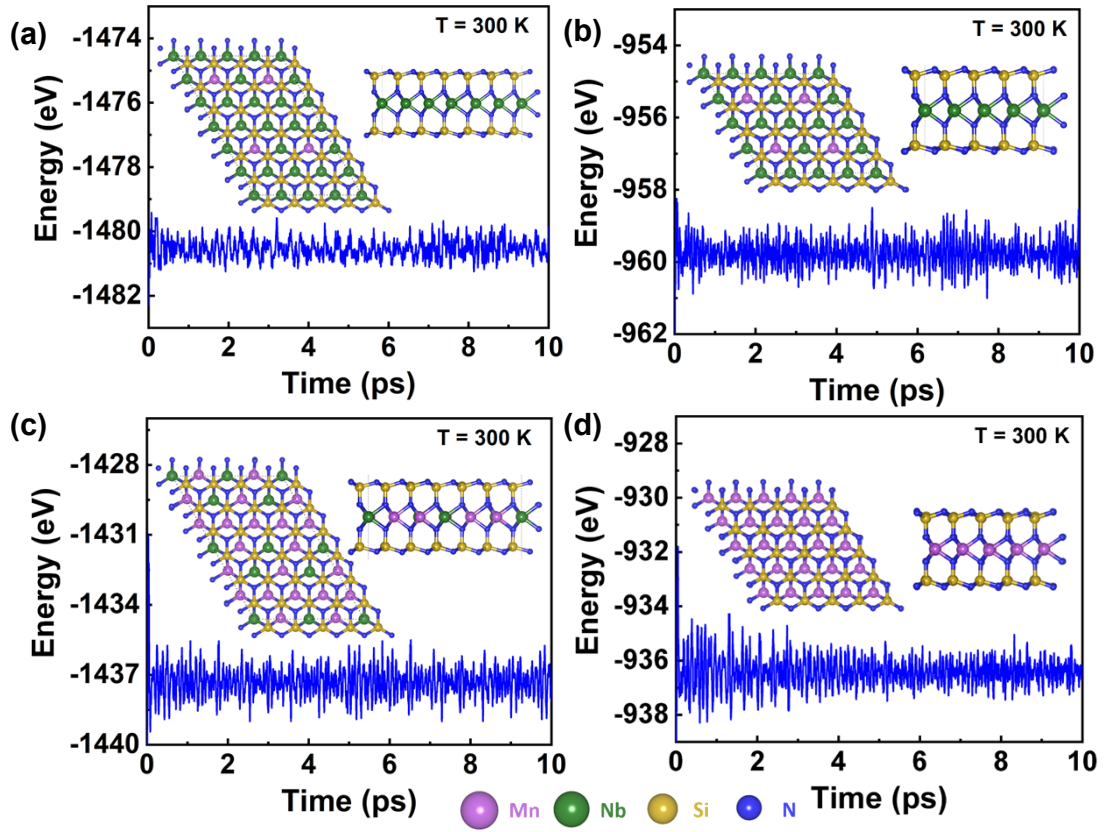 (a)
T = 300 K
-1474
-1476
-1478
-1480
-1482
Energy (eV)
0 2 4 6 8 10
Time (ps)
(b)
T = 300 K
-954
-956
-958
-960
-962
Energy (eV)
0 2 4 6 8 10
Time (ps)
(c)
T = 300 K
-1428
-1431
-1434
-1437
-1440
Energy (eV)
0 2 4 6 8 10
Time (ps)
(d)
T = 300 K
-928
-930
-932
-934
-936
-938
Energy (eV)
0 2 4 6 8 10
Time (ps)
Mn Nb Si N